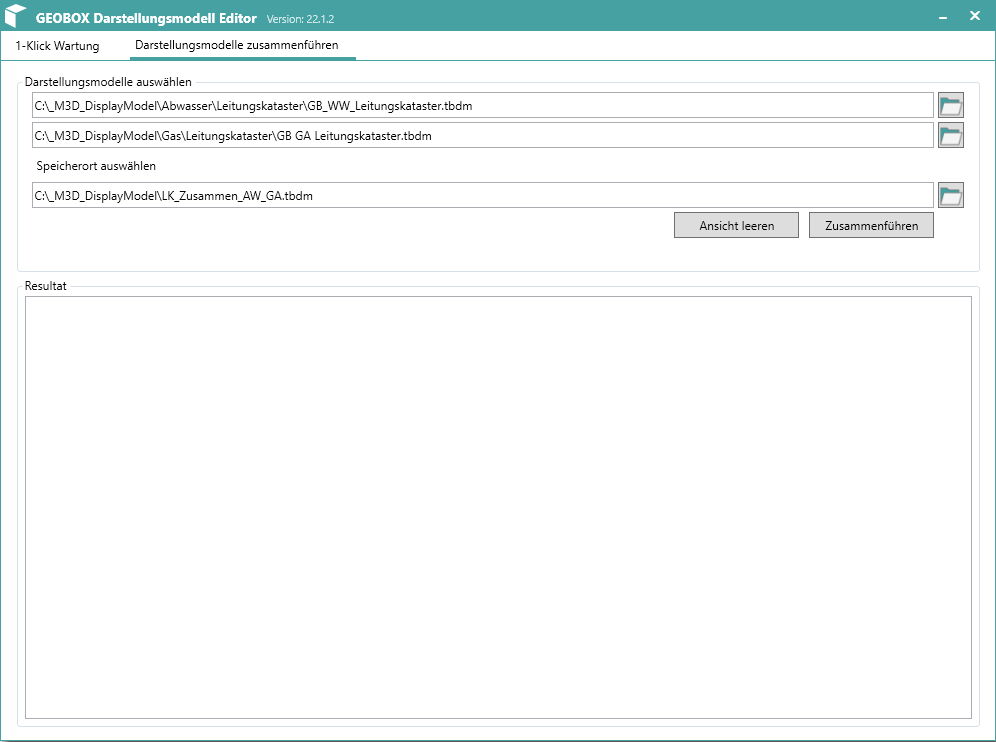 GEOBOX Darstellungsmodell Editor Version: 22.1.2
1-Klick Wartung Darstellungsmodelle zusammenführen
Darstellungsmodelle auswählen
C:\_M3D_DisplayModel\Abwasser\Leitungskataster\GB_WW_Leitungskataster.tbdm
C:\_M3D_DisplayModel\Gas\Leitungskataster\GB GA Leitungskataster.tbdm
Speicherort auswählen
C:\_M3D_DisplayModel\LK_Zusammen_AW_GA.tbdm
Ansicht leeren Zusammenführen
Resultat